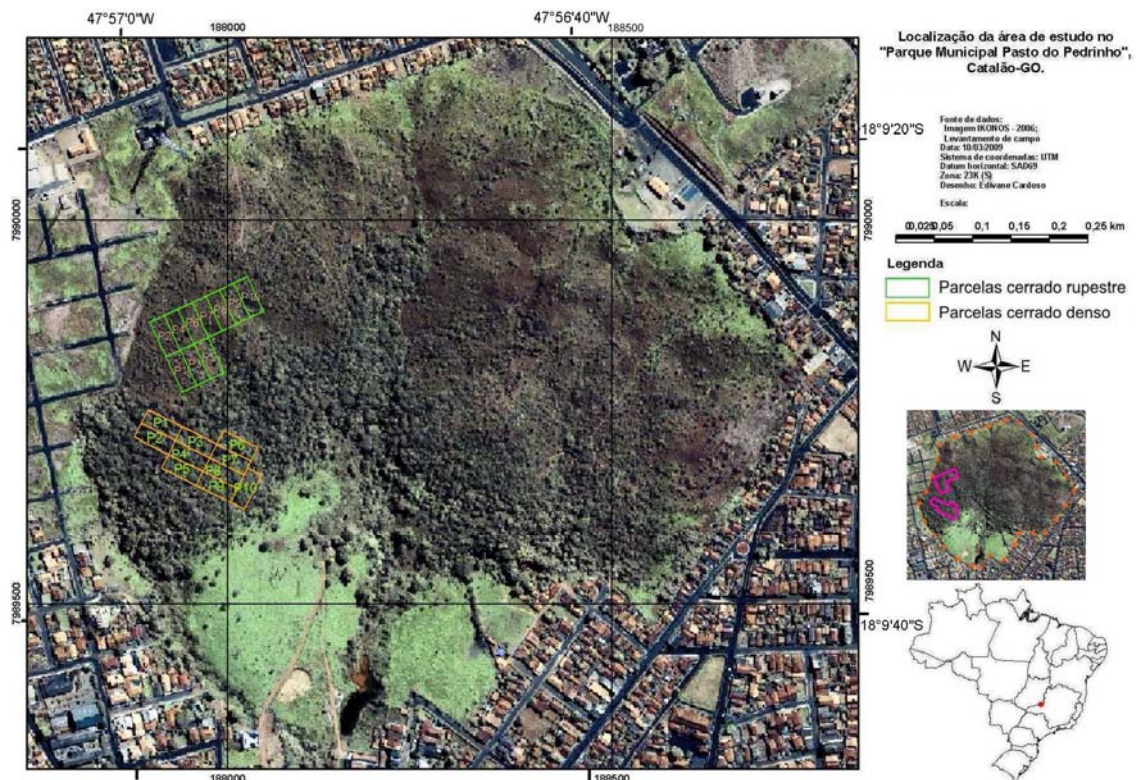 47°57'0"W
188000
47°56'40"W
188500
Localização da área de estudo no
"Parque Municipal Pasto do Pedrinho",
Catalão-GO.
Fonte de dados:
Imagem IKONOS - 2006;
Levantamento de campo
Data: 10/03/2009
Sistema de coordenadas: UTM
Datum horizontal: SAD69
Zona: 23K (S)
Desenho: Edivane Cardoso
Escala:
0 0,025 0,05 0,1 0,15 0,2 0,25 km
Legenda
Parcelas cerrado rupestre
Parcelas cerrado denso
N
W E
S
18°9'20"S
7990000
7990000
P1
P2
P3
P4
P5
P6
P7
P8
P9
P10
7989500
7989500
18°9'40"S
188000
188500